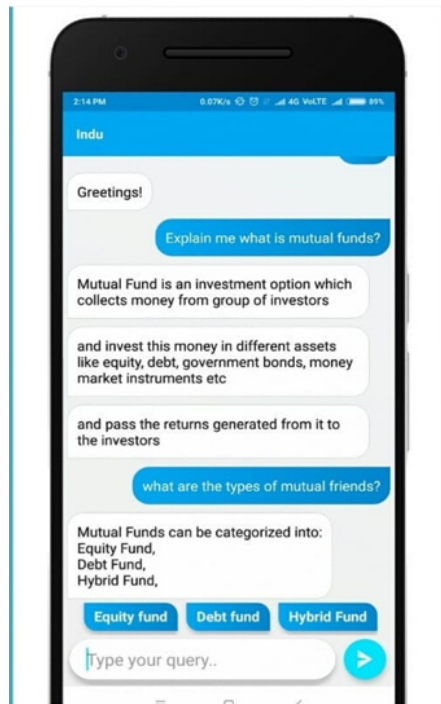 2:14 PM 0.07K/s 4G VoLTE 89%
Indu
Greetings!
Explain me what is mutual funds?
Mutual Fund is an investment option which
collects money from group of investors
and invest this money in different assets
like equity, debt, government bonds, money
market instruments etc
and pass the returns generated from it to
the investors
what are the types of mutual friends?
Mutual Funds can be categorized into:
Equity Fund,
Debt Fund,
Hybrid Fund,
Equity fund Debt fund Hybrid Fund
Type your query..